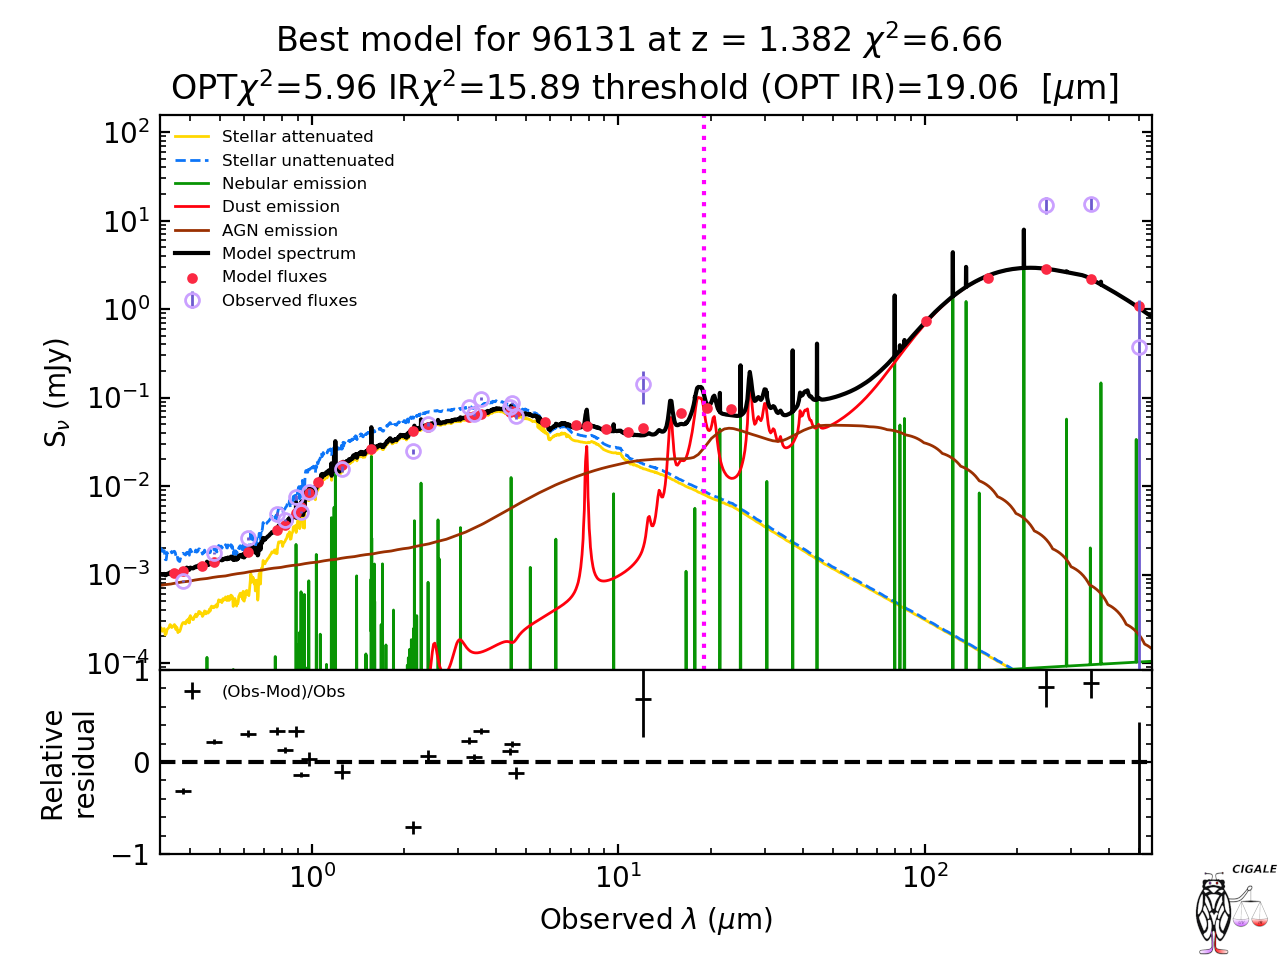 Best model for 96131 at z = 1.382 χ²=6.66
OPTχ²=5.96 IRχ²=15.89 threshold (OPT IR)=19.06 [μm]
Stellar attenuated
Stellar unattenuated
Nebular emission
Dust emission
AGN emission
Model spectrum
Model fluxes
Observed fluxes
10²
10¹
10⁰
10⁻¹
10⁻²
10⁻³
10⁻⁴
S_ν (mJy)
(Obs-Mod)/Obs
1
0
−1
Relative
residual
10⁰ 10¹ 10²
Observed λ (μm)
CIGALE